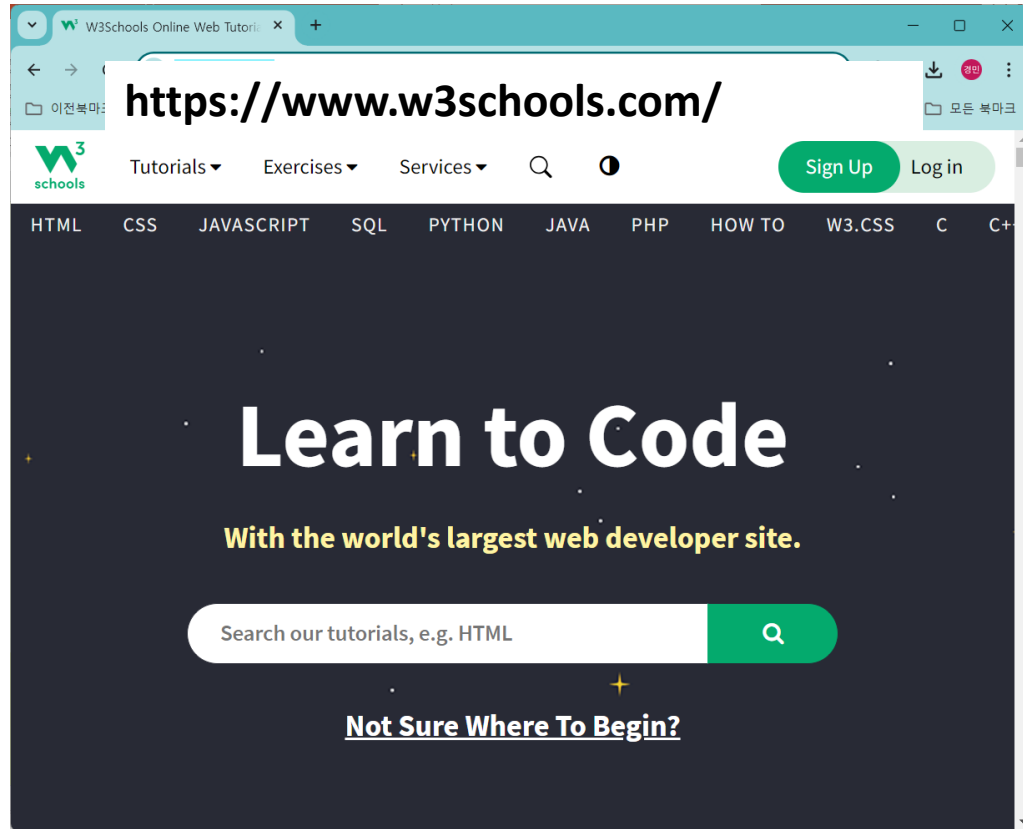 W3Schools Online Web Tutoria
https://www.w3schools.com/
이전북마크
모든 북마크
경민
W3 schools
Tutorials Exercises Services Sign Up Log in
HTML CSS JAVASCRIPT SQL PYTHON JAVA PHP HOW TO W3.CSS C C++
Learn to Code
With the world's largest web developer site.
Search our tutorials, e.g. HTML
Not Sure Where To Begin?